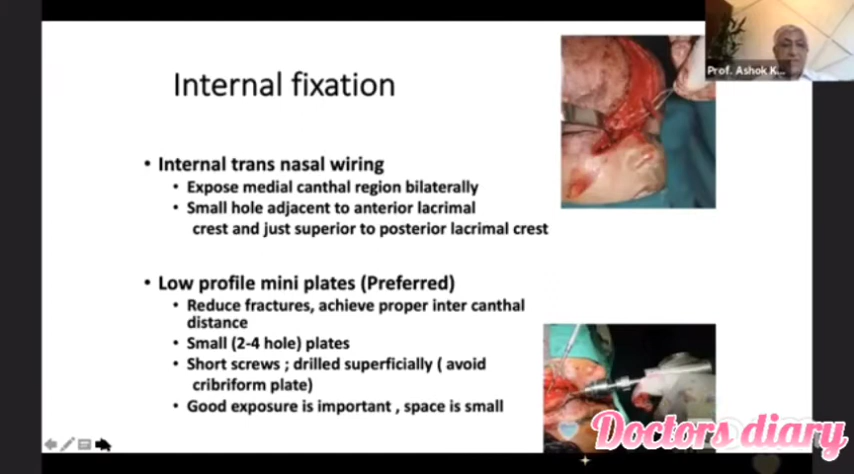 Prof. Ashok K...
Internal fixation
• Internal trans nasal wiring
• Expose medial canthal region bilaterally
• Small hole adjacent to anterior lacrimal
crest and just superior to posterior lacrimal crest
• Low profile mini plates (Preferred)
• Reduce fractures, achieve proper inter canthal
distance
• Small (2-4 hole) plates
• Short screws ; drilled superficially ( avoid
cribriform plate)
• Good exposure is important , space is small
Doctors diary